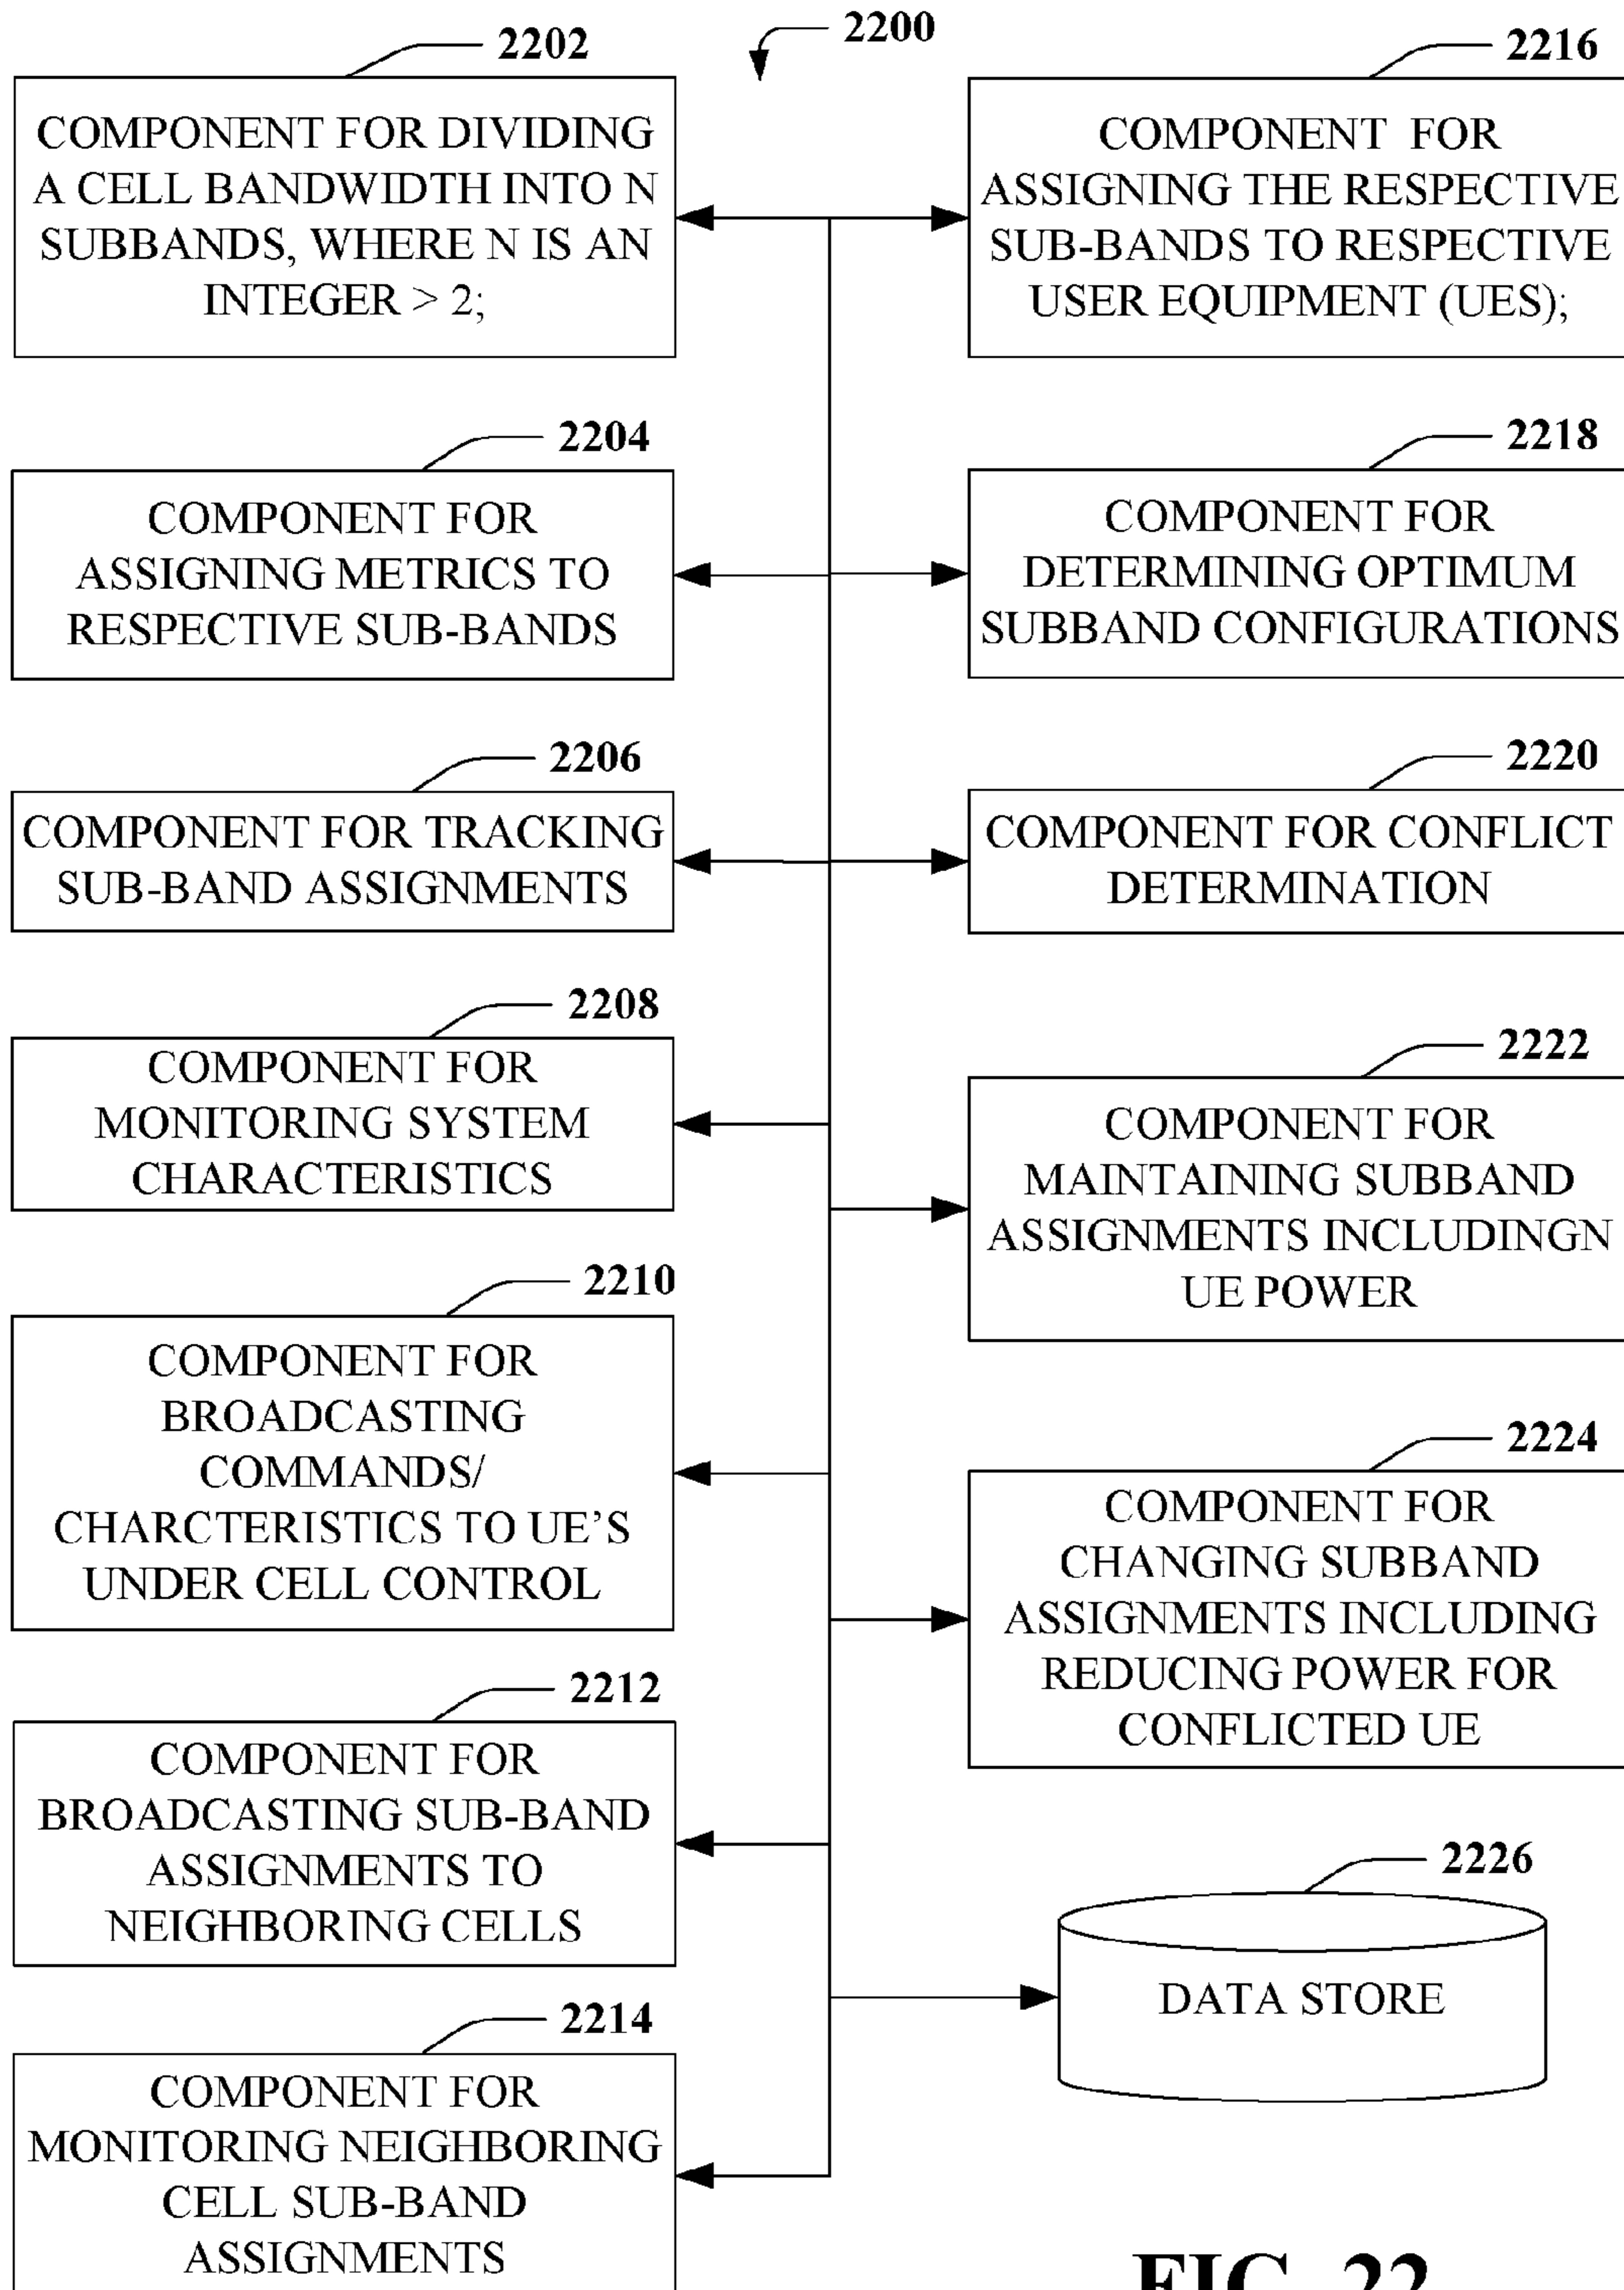 2200
2202
COMPONENT FOR DIVIDING
A CELL BANDWIDTH INTO N
SUBBANDS, WHERE N IS AN
INTEGER > 2;
2204
COMPONENT FOR
ASSIGNING METRICS TO
RESPECTIVE SUB-BANDS
2206
COMPONENT FOR TRACKING
SUB-BAND ASSIGNMENTS
2208
COMPONENT FOR
MONITORING SYSTEM
CHARACTERISTICS
2210
COMPONENT FOR
BROADCASTING
COMMANDS/
CHARCTERISTICS TO UE’S
UNDER CELL CONTROL
2212
COMPONENT FOR
BROADCASTING SUB-BAND
ASSIGNMENTS TO
NEIGHBORING CELLS
2214
COMPONENT FOR
MONITORING NEIGHBORING
CELL SUB-BAND
ASSIGNMENTS
2216
COMPONENT FOR
ASSIGNING THE RESPECTIVE
SUB-BANDS TO RESPECTIVE
USER EQUIPMENT (UES);
2218
COMPONENT FOR
DETERMINING OPTIMUM
SUBBAND CONFIGURATIONS
2220
COMPONENT FOR CONFLICT
DETERMINATION
2222
COMPONENT FOR
MAINTAINING SUBBAND
ASSIGNMENTS INCLUDINGN
UE POWER
2224
COMPONENT FOR
CHANGING SUBBAND
ASSIGNMENTS INCLUDING
REDUCING POWER FOR
CONFLICTED UE
2226
DATA STORE
FIG. 22